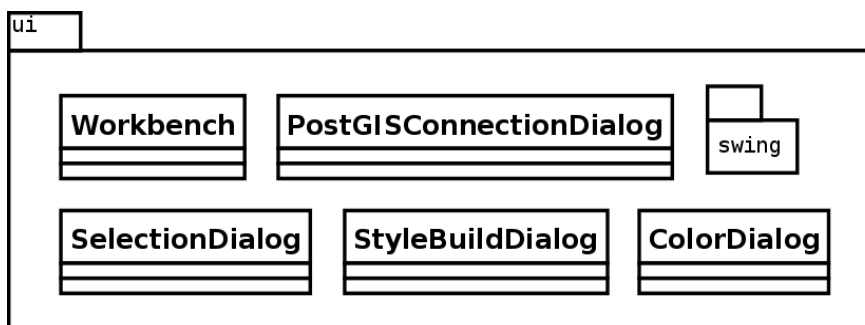 ui
Workbench
PostGISConnectionDialog
swing
SelectionDialog
StyleBuildDialog
ColorDialog